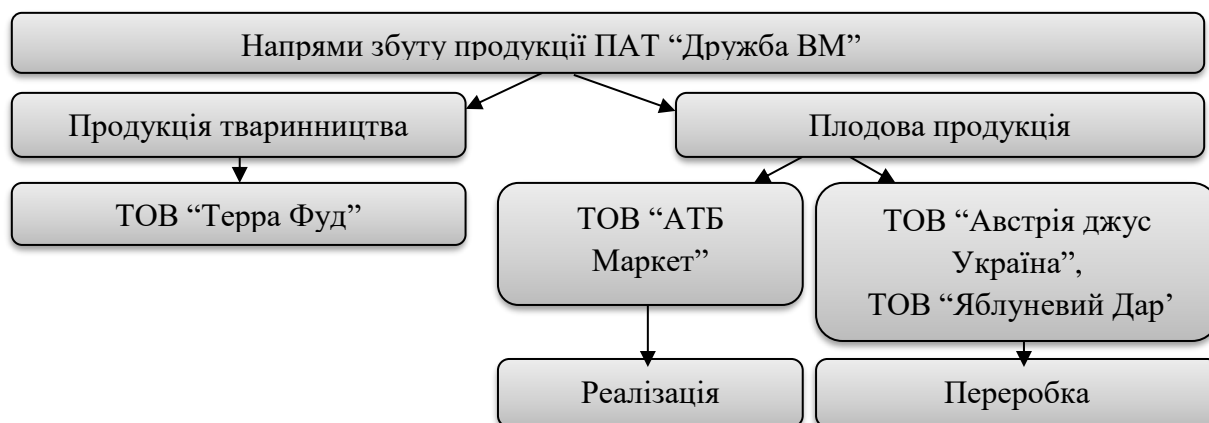 Напрями збуту продукції ПАТ “Дружба ВМ”
Продукція тваринництва
Плодова продукція
ТОВ “Терра Фуд”
ТОВ “АТБ
Маркет”
ТОВ “Австрія джус
Україна”,
ТОВ “Яблуневий Дар’
Реалізація
Переробка